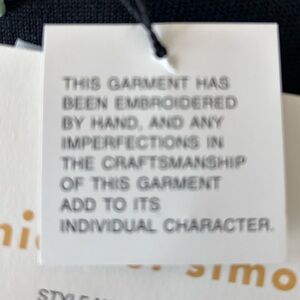 THIS GARMENT HAS
BEEN EMBROIDERED
BY HAND, AND ANY
IMPERFECTIONS IN
THE CRAFTSMANSHIP
OF THIS GARMENT
ADD TO ITS
INDIVIDUAL CHARACTER.